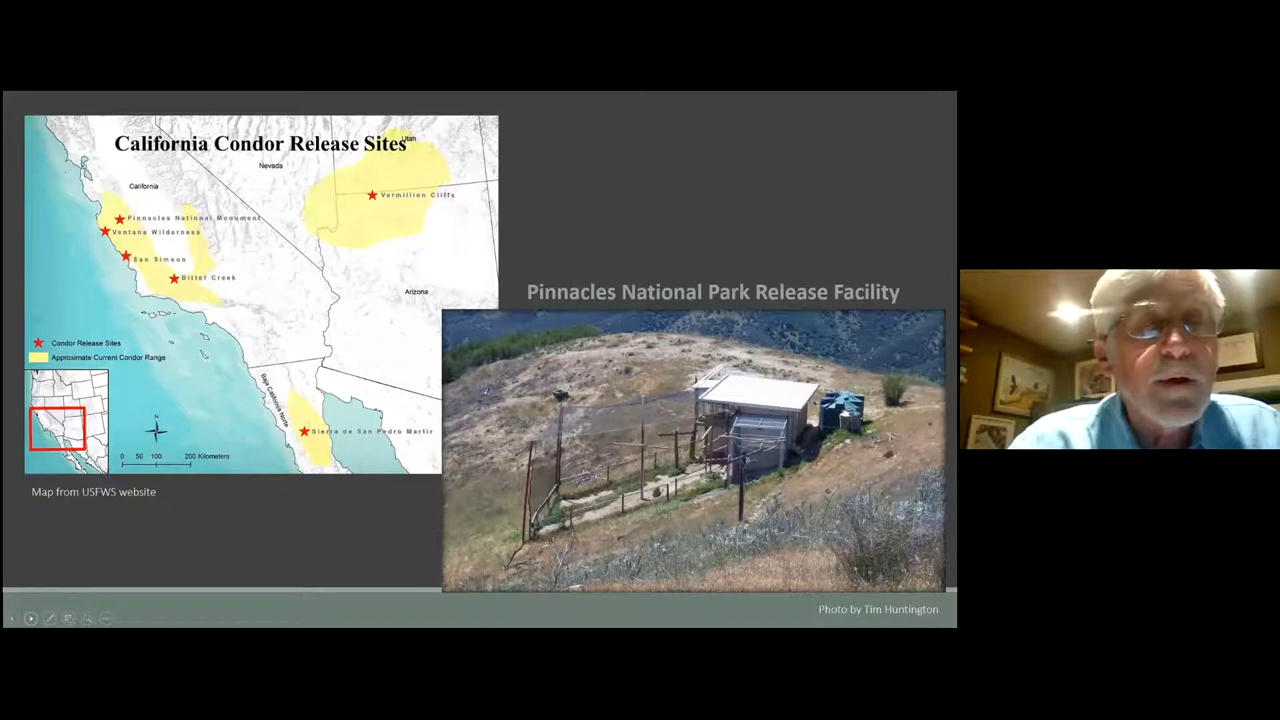 California Condor Release Sites
Utah
Nevada
California
Vermillion Cliffs
Pinnacles National Monument
Ventana Wilderness
San Simeon
Bitter Creek
Arizona
Pinnacles National Park Release Facility
Condor Release Sites
Approximate Current Condor Range
Baja California Norte
N
Sierra de San Pedro Martir
0 50 100 200 Kilometers
Map from USFWS website
Photo by Tim Huntington